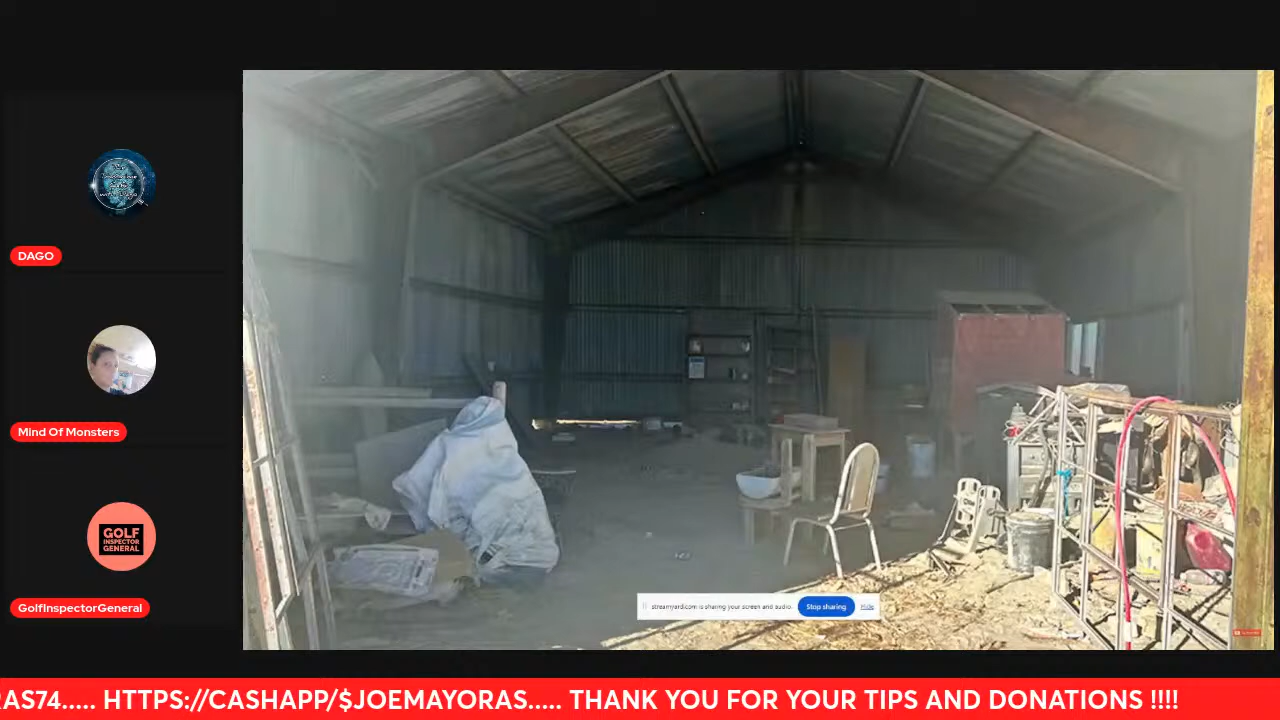 DAGO
Mind Of Monsters
GOLF
INSPECTOR
GENERAL
GolfInspectorGeneral
streamyard.com is sharing your screen and audio.
Stop sharing
Hide
RAS74..... HTTPS://CASHAPP/$JOEMAYORAS..... THANK YOU FOR YOUR TIPS AND DONATIONS !!!!